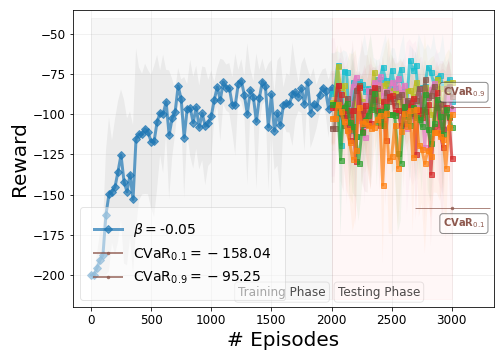 −50
−75
−100
−125
−150
−175
−200
Reward
CVaR0.9
CVaR0.1
β = -0.05
CVaR0.1 = −158.04
CVaR0.9 = −95.25
Training Phase
Testing Phase
0 500 1000 1500 2000 2500 3000
# Episodes